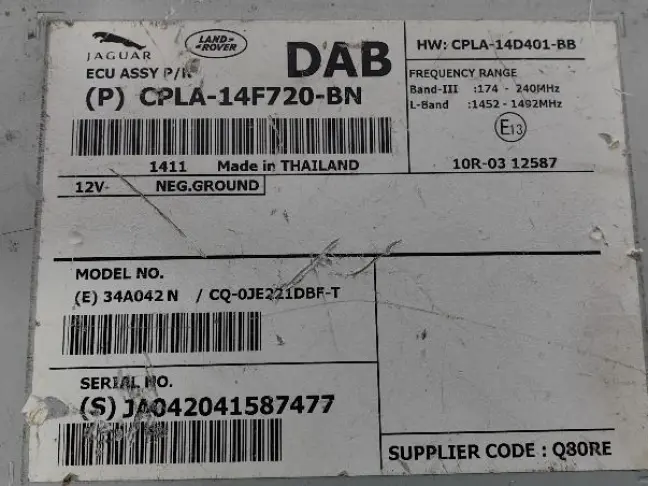 JAGUAR
LAND ROVER
DAB
ECU ASSY P/N
(P) CPLA-14F720-BN
1411 Made in THAILAND
12V- NEG.GROUND
HW: CPLA-14D401-BB
FREQUENCY RANGE
Band-III :174 - 240MHz
L-Band :1452 - 1492MHz
E13
10R-03 12587
MODEL NO.
(E) 34A042 N / CQ-0JE221DBF-T
SERIAL NO.
(S) JA042041587477
SUPPLIER CODE : Q80RE